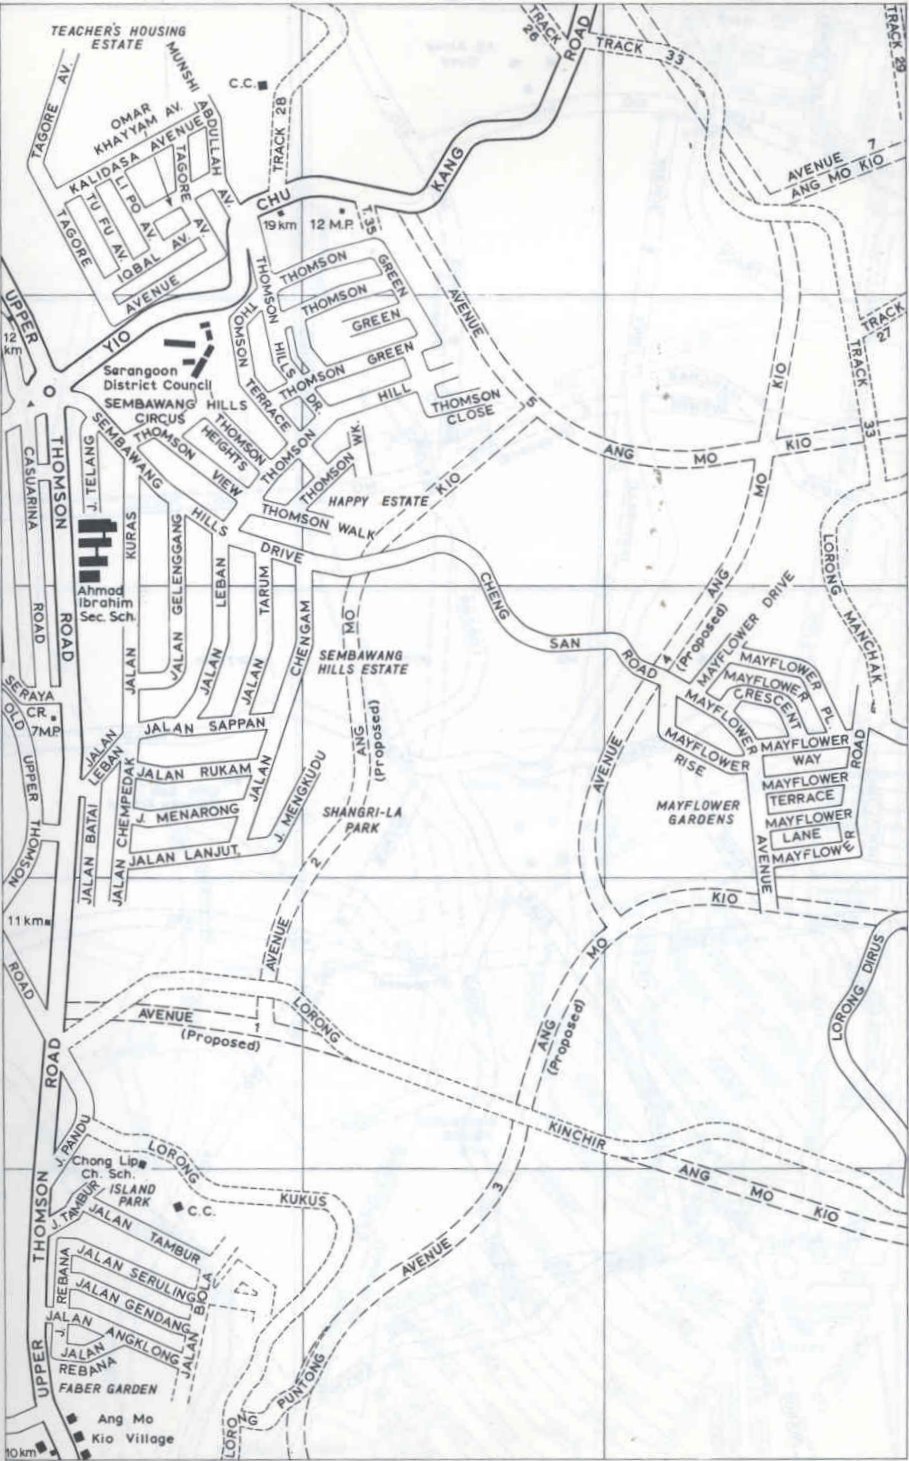 TEACHER'S HOUSING
ESTATE
MUNSHI ABDULLAH AV.
C.C.
TRACK 26
ROAD
TRACK 33
TRACK 29
TAGORE AV.
OMAR
KHAYYAM AV.
KALIDASA AVENUE
TAGORE AV.
LI PO AV.
TU FU AV.
IQBAL AV.
TAGORE AVENUE
TRACK 28
CHU
KANG
AVENUE 7
ANG MO KIO
19 km
12 M.P.
T. 35
UPPER
12
km
YIO
THOMSON
THOMSON
GREEN
GREEN
THOMSON GREEN
THOMSON HILLS DR.
THOMSON TERRACE
AVENUE 5
TRACK
27
TRACK 33
KIO
Serangoon
District Council
SEMBAWANG HILLS
CIRCUS
THOMSON HILL
THOMSON
CLOSE
THOMSON
HEIGHTS
THOMSON VIEW
THOMSON WK.
HAPPY ESTATE
KIO
ANG MO KIO
MO
SEMBAWANG HILLS DRIVE
THOMSON WALK
CASUARINA ROAD
THOMSON ROAD
J. TELANG
Ahmad
Ibrahim
Sec. Sch.
JALAN KURAS
JALAN GELENGGANG
JALAN LEBAN
JALAN TARUM
JALAN CHENGAM
MO
CHENG SAN ROAD
ANG
4
(Proposed)
LORONG MANCHAK
SEMBAWANG
HILLS ESTATE
ANG
(Proposed)
MAYFLOWER DRIVE
MAYFLOWER PL.
MAYFLOWER
CRESCENT
MAYFLOWER
MAYFLOWER
RISE
MAYFLOWER
WAY
MAYFLOWER
TERRACE
MAYFLOWER
LANE
MAYFLOWER
ROAD
AVENUE
MAYFLOWER
GARDENS
AVENUE
SERAYA
CR.
7 M.P.
OLD UPPER THOMSON ROAD
JALAN
LEBAN
JALAN SAPPAN
JALAN RUKAM
J. MENARONG
JALAN LANJUT
J. MENGKUDU
JALAN BATAI
JALAN CHEMPEDAK
SHANGRI-LA
PARK
2
AVENUE
11 km
KIO
MO
ANG
(Proposed)
LORONG DIRUS
AVENUE 1
(Proposed)
LORONG
KINCHIR
ROAD
J. PANDU
LORONG
KUKUS
Chong Lip
Ch. Sch.
ISLAND
PARK
C.C.
ANG MO KIO
3
AVENUE
THOMSON
J. TAMBUR
JALAN TAMBUR
J. REBANA
JALAN SERULING
JALAN GENDANG
JALAN ANGKLONG
JALAN BIOLA
JALAN
REBANA
FABER GARDEN
UPPER
LORONG PUNTONG
Ang Mo
Kio Village
10 km